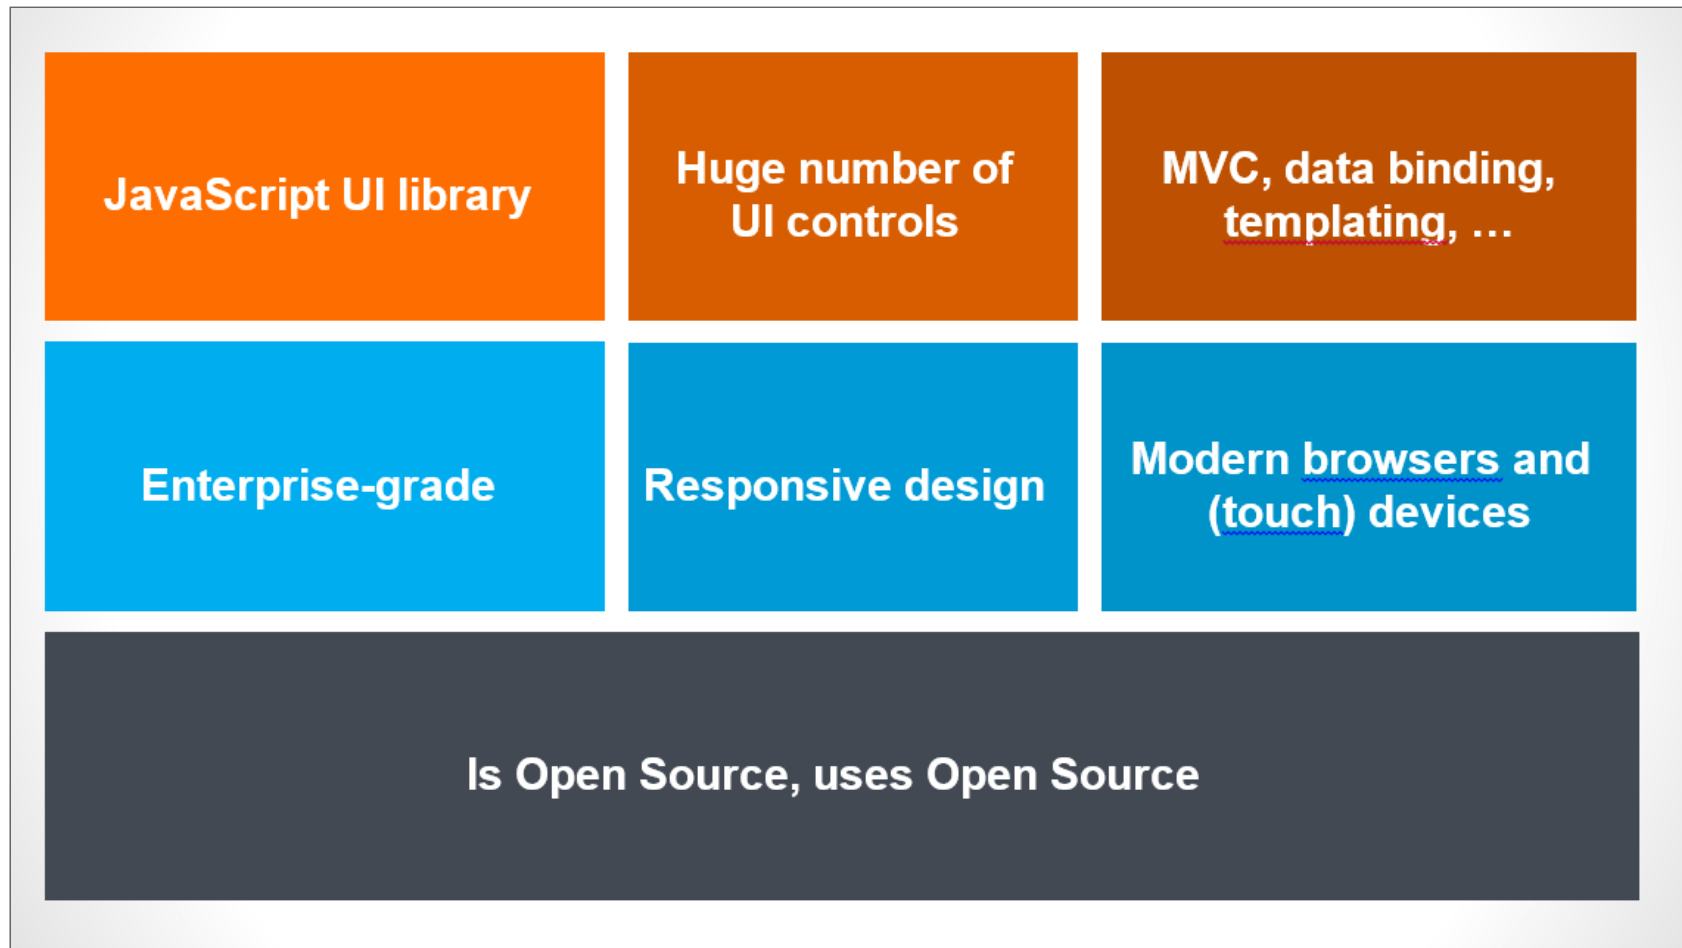 JavaScript UI library
Huge number of
UI controls
MVC, data binding,
templating, …
Enterprise-grade
Responsive design
Modern browsers and
(touch) devices
Is Open Source, uses Open Source